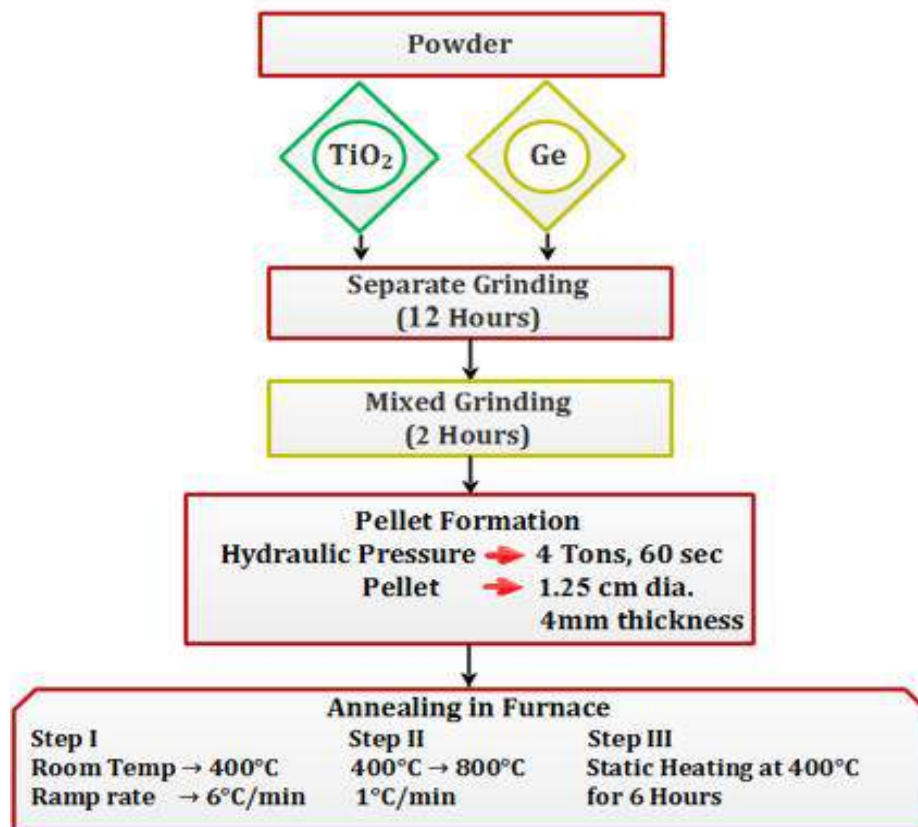 Powder
TiO₂
Ge
Separate Grinding
(12 Hours)
Mixed Grinding
(2 Hours)
Pellet Formation
Hydraulic Pressure → 4 Tons, 60 sec
Pellet → 1.25 cm dia.
4mm thickness
Annealing in Furnace
Step I
Room Temp → 400°C
Ramp rate → 6°C/min
Step II
400°C → 800°C
1°C/min
Step III
Static Heating at 400°C
for 6 Hours